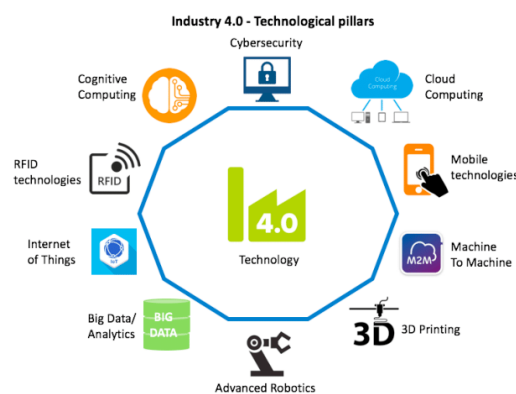 Industry 4.0 - Technological pillars
Cybersecurity
Cognitive
Computing
Cloud
Computing
Cloud
Computing
RFID
technologies
RFID
Mobile
technologies
4.0
Technology
Internet
of Things
IoT
M2M
Machine
To Machine
Big Data/
Analytics
BIG
DATA
3D
3D Printing
Advanced Robotics